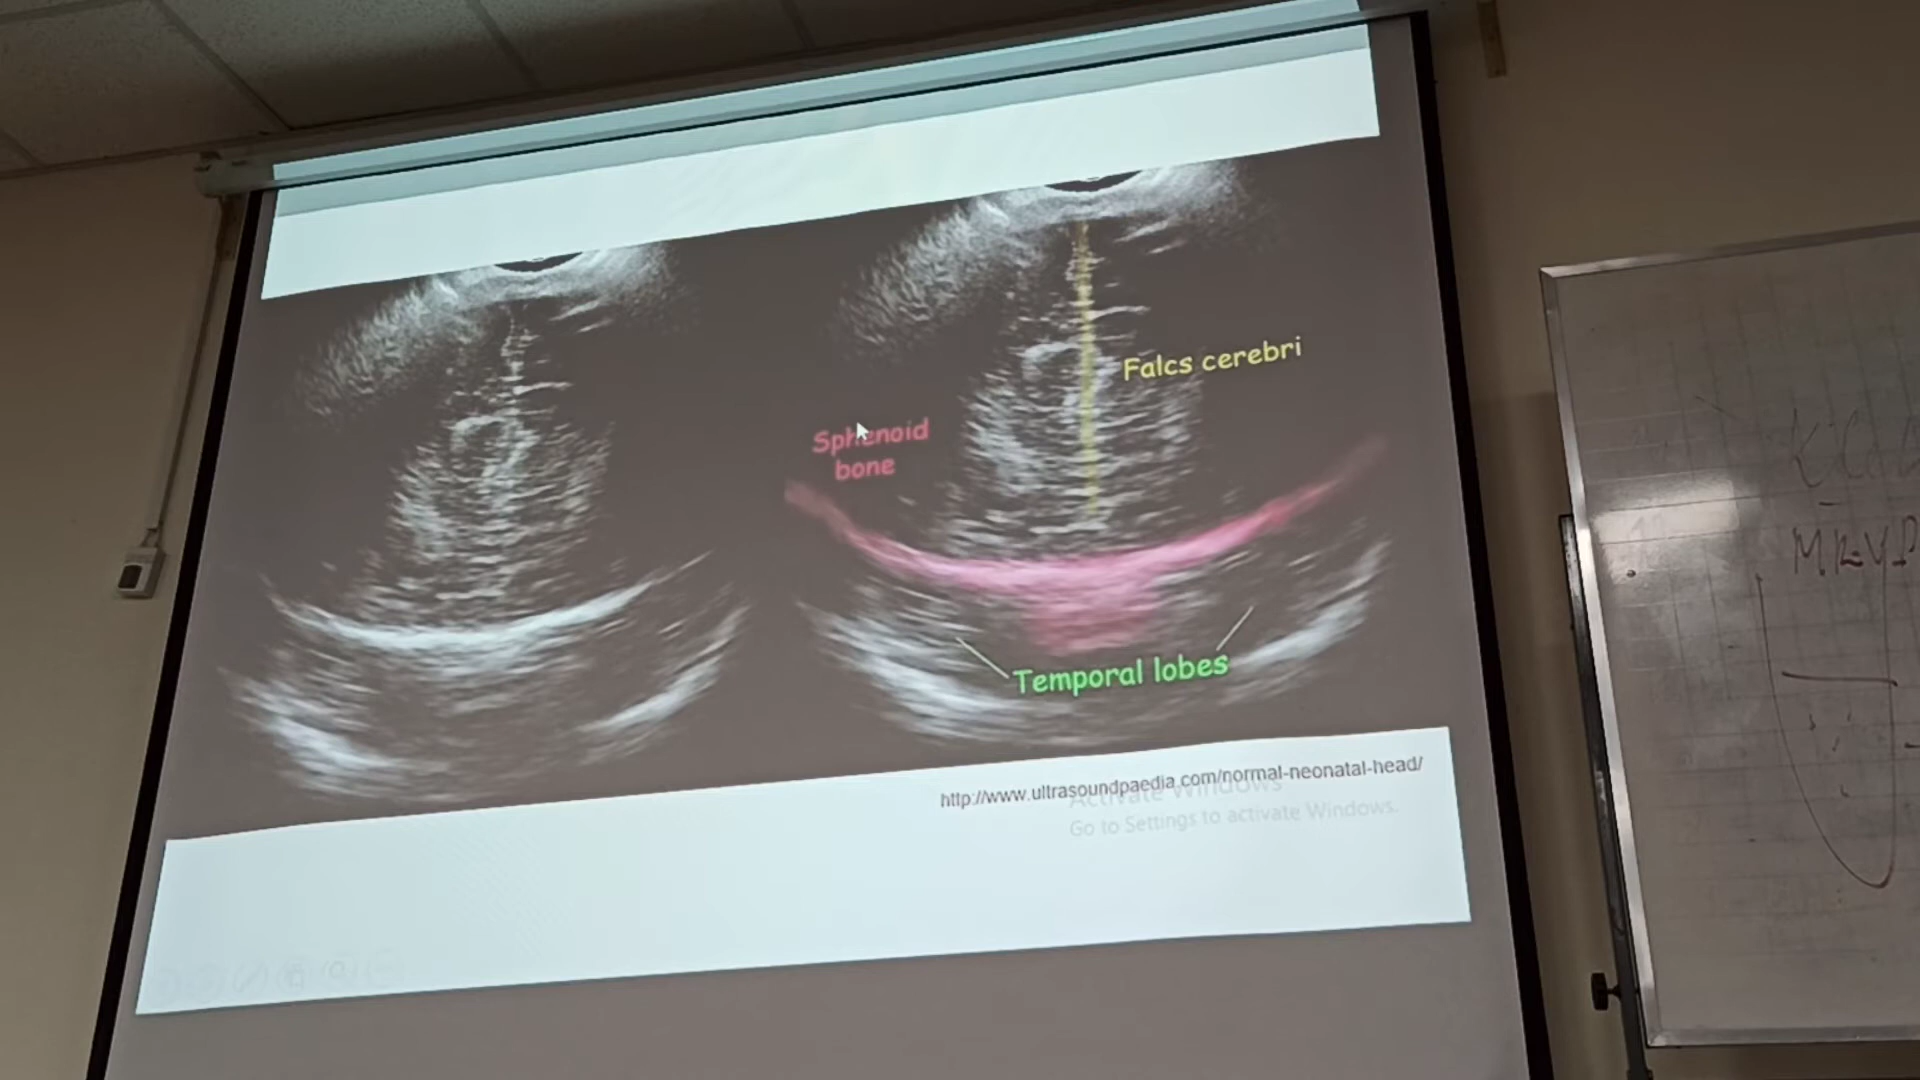 Falcs cerebri
Sphenoid
bone
Temporal lobes
http://www.ultrasoundpaedia.com/normal-neonatal-head/
Activate Windows
Go to Settings to activate Windows.